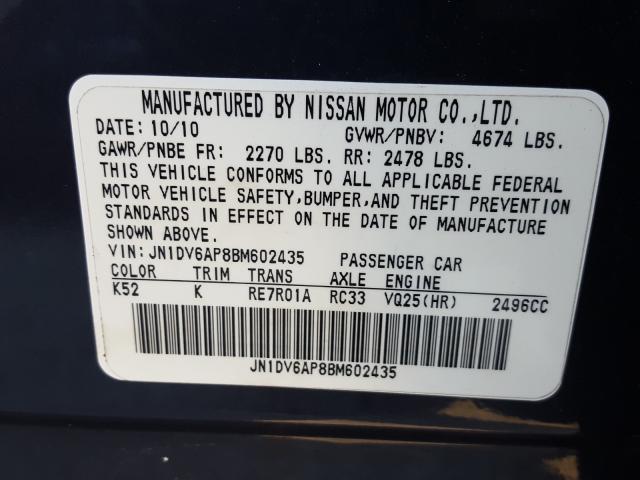 MANUFACTURED BY NISSAN MOTOR CO.,LTD.
DATE: 10/10 GVWR/PNBV: 4674 LBS.
GAWR/PNBE FR: 2270 LBS. RR: 2478 LBS.
THIS VEHICLE CONFORMS TO ALL APPLICABLE FEDERAL
MOTOR VEHICLE SAFETY,BUMPER,AND THEFT PREVENTION
STANDARDS IN EFFECT ON THE DATE OF MANUFACTURE
SHOWN ABOVE.
VIN:JN1DV6AP8BM602435 PASSENGER CAR
COLOR TRIM TRANS AXLE ENGINE
K52 K RE7R01A RC33 VQ25(HR) 2496CC
JN1DV6AP8BM602435